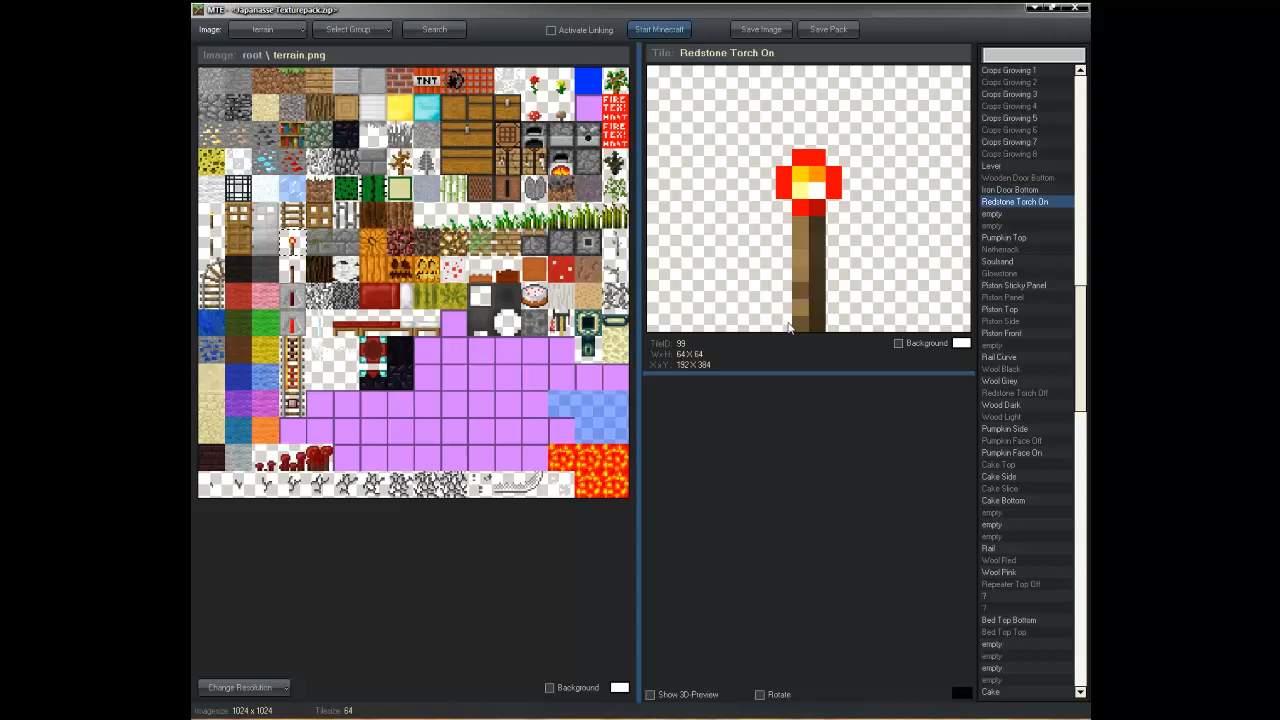 MTE - <Japanasse Texturepack.zip>
Image: terrain Select Group Search Activate Linking Start Minecraft Save Image Save Pack
Image: root \ terrain.png
Tile: Redstone Torch On
TNT
FIRE
TEX!
HOAT
FIRE
TEX!
HOAT
TileID: 99
WxH: 64 X 64
XxY: 192 X 384
Background
Crops Growing 1
Crops Growing 2
Crops Growing 3
Crops Growing 4
Crops Growing 5
Crops Growing 6
Crops Growing 7
Crops Growing 8
Lever
Wooden Door Bottom
Iron Door Bottom
Redstone Torch On
empty
empty
Pumpkin Top
Netherrack
Soulsand
Glowstone
Piston Sticky Panel
Piston Panel
Piston Top
Piston Side
Piston Front
empty
Rail Curve
Wool Black
Wool Grey
Redstone Torch Off
Wool Dark
Wool Light
Pumpkin Side
Pumpkin Face Off
Pumpkin Face On
Cake Top
Cake Side
Cake Slice
Cake Bottom
empty
empty
empty
Rail
Wool Red
Wool Pink
Repeater Top Off
?
?
Bed Top Bottom
Bed Top Top
empty
empty
empty
empty
Cake
Change Resolution
Background
Show 3D-Preview
Rotate
Imagesize: 1024 x 1024 Tilesize: 64